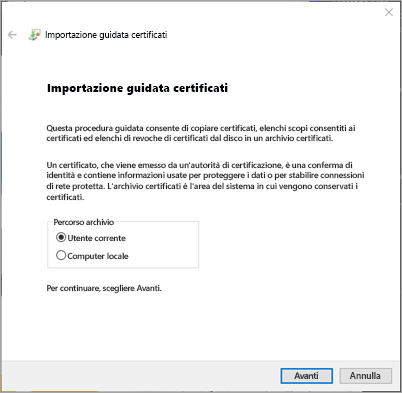 Importazione guidata certificati
Importazione guidata certificati
Questa procedura guidata consente di copiare certificati, elenchi scopi consentiti ai
certificati ed elenchi di revoche di certificati dal disco in un archivio certificati.
Un certificato, che viene emesso da un'autorità di certificazione, è una conferma di
identità e contiene informazioni usate per proteggere i dati o per stabilire connessioni
di rete protetta. L'archivio certificati è l'area del sistema in cui vengono conservati i
certificati.
Percorso archivio
Utente corrente
Computer locale
Per continuare, scegliere Avanti.
Avanti
Annulla